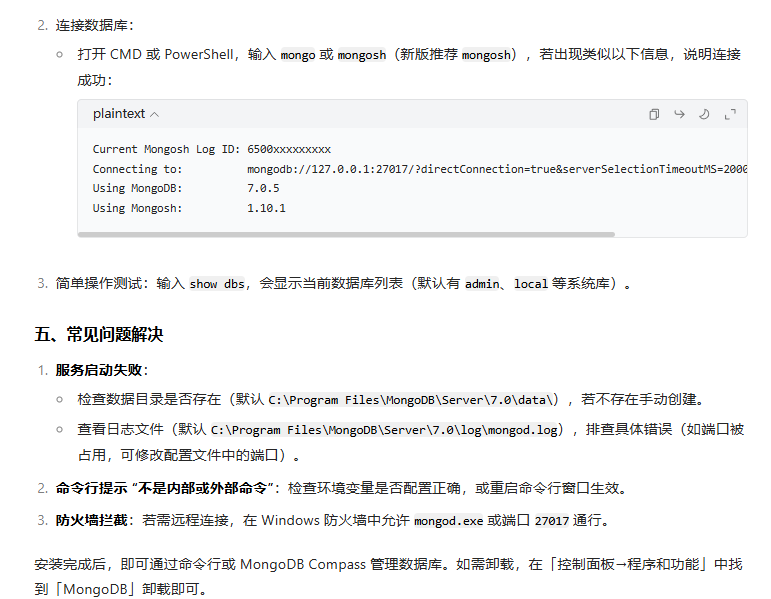 2. 连接数据库：
打开 CMD 或 PowerShell，输入 mongo 或 mongosh（新版推荐 mongosh），若出现类似以下信息，说明连接
成功：
plaintext
Current Mongosh Log ID: 6500xxxxxxxxx
Connecting to: mongodb://127.0.0.1:27017/?directConnection=true&serverSelectionTimeoutMS=2000
Using MongoDB: 7.0.5
Using Mongosh: 1.10.1
3. 简单操作测试：输入 show dbs，会显示当前数据库列表（默认有 admin、local 等系统库）。
五、常见问题解决
1. 服务启动失败：
检查数据目录是否存在（默认 C:\Program Files\MongoDB\Server\7.0\data\），若不存在手动创建。
查看日志文件（默认 C:\Program Files\MongoDB\Server\7.0\log\mongod.log），排查具体错误（如端口被
占用，可修改配置文件中的端口）。
2. 命令行提示 “不是内部或外部命令”：检查环境变量是否配置正确，或重启命令行窗口生效。
3. 防火墙拦截：若需远程连接，在 Windows 防火墙中允许 mongod.exe 或端口 27017 通行。
安装完成后，即可通过命令行或 MongoDB Compass 管理数据库。如需卸载，在「控制面板→程序和功能」中找
到「MongoDB」卸载即可。